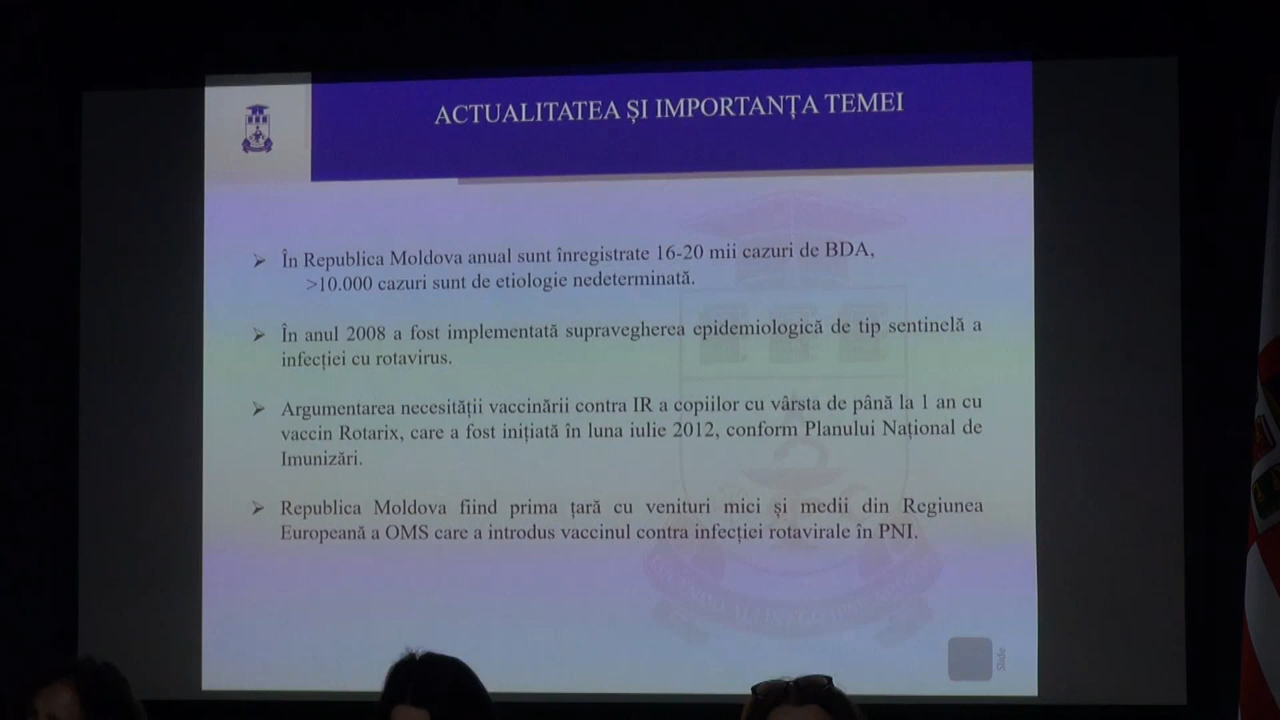 ACTUALITATEA ȘI IMPORTANȚA TEMEI
În Republica Moldova anual sunt înregistrate 16-20 mii cazuri de BDA,
>10.000 cazuri sunt de etiologie nedeterminată.
În anul 2008 a fost implementată supravegherea epidemiologică de tip sentinelă a
infecției cu rotavirus.
Argumentarea necesității vaccinării contra IR a copiilor cu vârsta de până la 1 an cu
vaccin Rotarix, care a fost inițiată în luna iulie 2012, conform Planului Național de
Imunizări.
Republica Moldova fiind prima țară cu venituri mici și medii din Regiunea
Europeană a OMS care a introdus vaccinul contra infecției rotavirale în PNI.
Slide